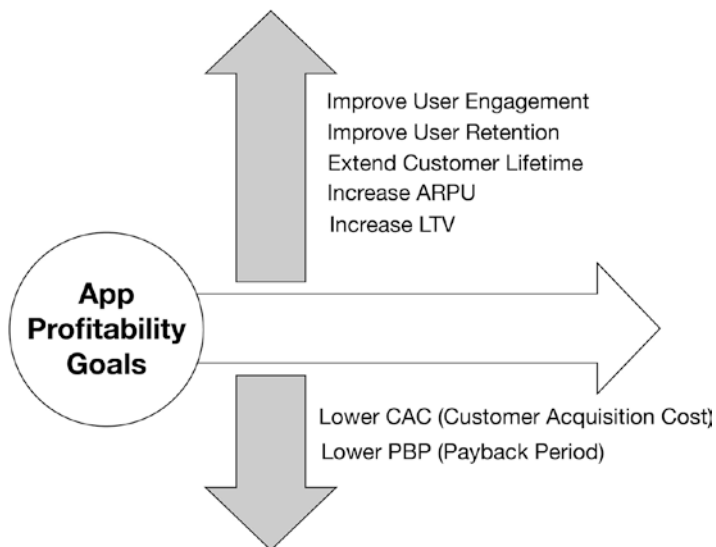 Improve User Engagement
Improve User Retention
Extend Customer Lifetime
Increase ARPU
Increase LTV
App
Profitability
Goals
Lower CAC (Customer Acquisition Cost)
Lower PBP (Payback Period)